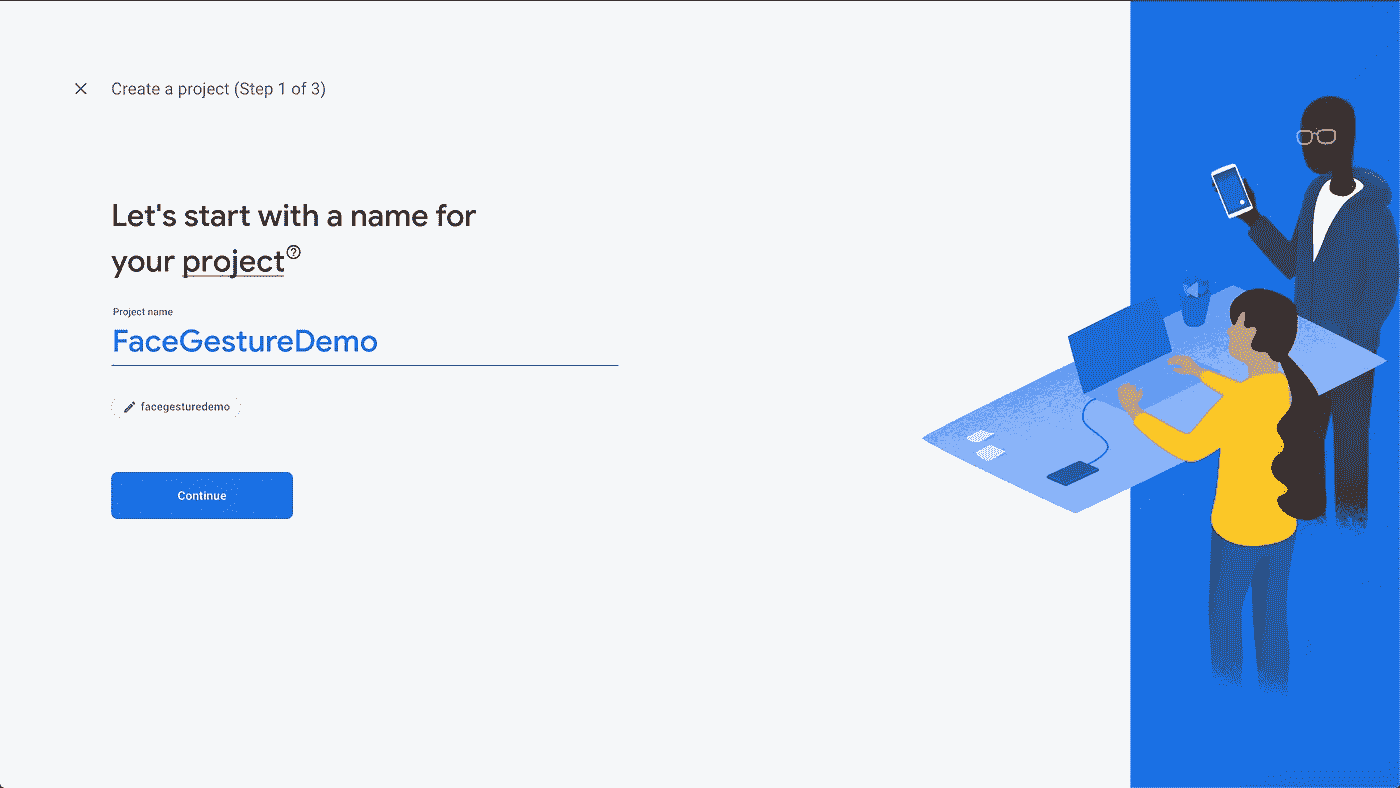 Create a project (Step 1 of 3)
Let's start with a name for
your project
Project name
FaceGestureDemo
facegesturedemo
Continue